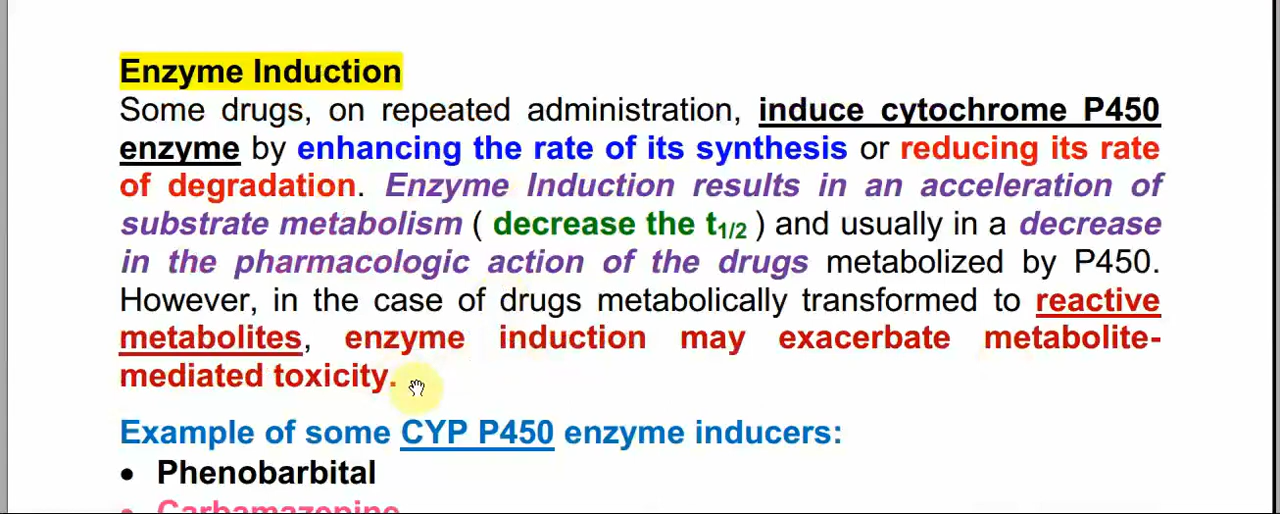 Enzyme Induction
Some drugs, on repeated administration, induce cytochrome P450
enzyme by enhancing the rate of its synthesis or reducing its rate
of degradation. Enzyme Induction results in an acceleration of
substrate metabolism ( decrease the t1/2 ) and usually in a decrease
in the pharmacologic action of the drugs metabolized by P450.
However, in the case of drugs metabolically transformed to reactive
metabolites, enzyme induction may exacerbate metabolite-
mediated toxicity.
Example of some CYP P450 enzyme inducers:
• Phenobarbital
• Carbamazepine